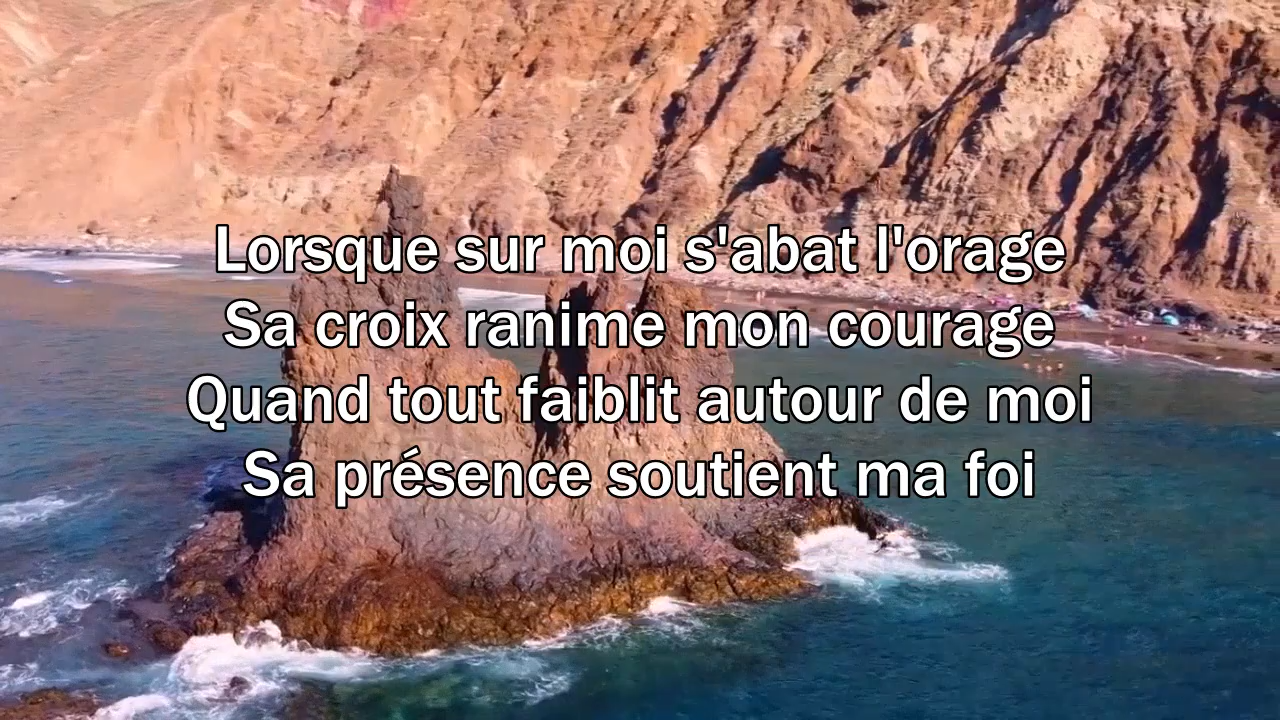 Lorsque sur moi s'abat l'orage
Sa croix ranime mon courage
Quand tout faiblit autour de moi
Sa présence soutient ma foi